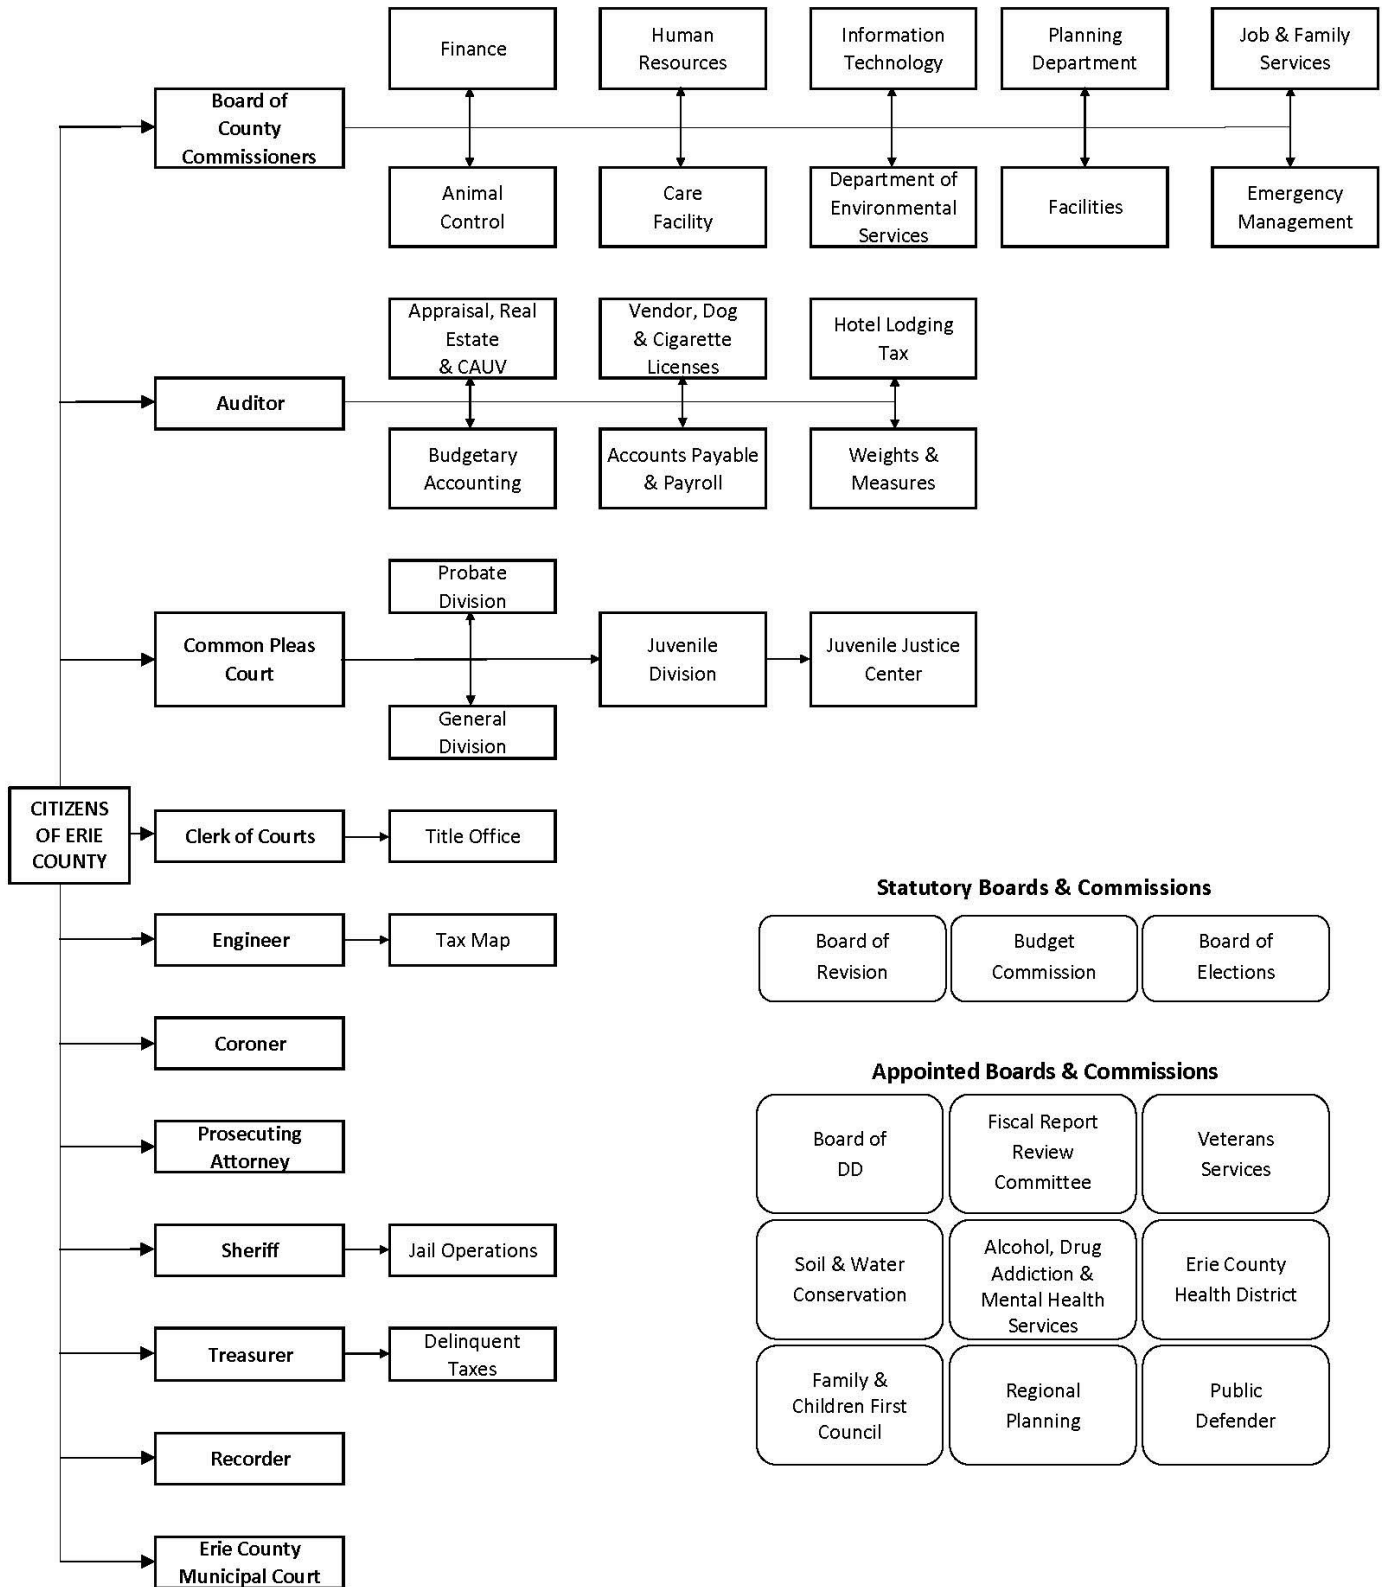 Finance
Human
Resources
Information
Technology
Planning
Department
Job & Family
Services
Board of
County
Commissioners
Animal
Control
Care
Facility
Department of
Environmental
Services
Facilities
Emergency
Management
Appraisal, Real
Estate
& CAUV
Vendor, Dog
& Cigarette
Licenses
Hotel Lodging
Tax
Auditor
Budgetary
Accounting
Accounts Payable
& Payroll
Weights &
Measures
Probate
Division
Common Pleas
Court
Juvenile
Division
Juvenile Justice
Center
General
Division
CITIZENS
OF ERIE
COUNTY
Clerk of Courts
Title Office
Engineer
Tax Map
Coroner
Prosecuting
Attorney
Sheriff
Jail Operations
Treasurer
Delinquent
Taxes
Recorder
Erie County
Municipal Court
Statutory Boards & Commissions
Board of
Revision
Budget
Commission
Board of
Elections
Appointed Boards & Commissions
Board of
DD
Fiscal Report
Review
Committee
Veterans
Services
Soil & Water
Conservation
Alcohol, Drug
Addiction &
Mental Health
Services
Erie County
Health District
Family &
Children First
Council
Regional
Planning
Public
Defender